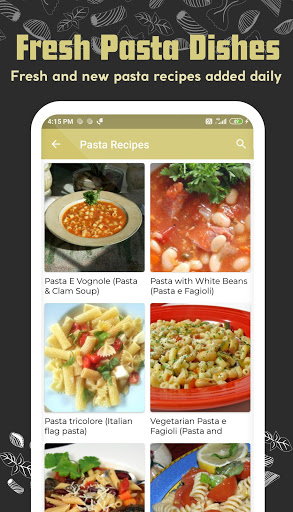 Fresh Pasta Dishes
Fresh and new pasta recipes added daily
4:15 PM
Pasta Recipes
Pasta E Vognole (Pasta
& Clam Soup)
Pasta with White Beans
(Pasta e Fagioli)
Pasta tricolore (Italian
flag pasta)
Vegetarian Pasta e
Fagioli (Pasta and